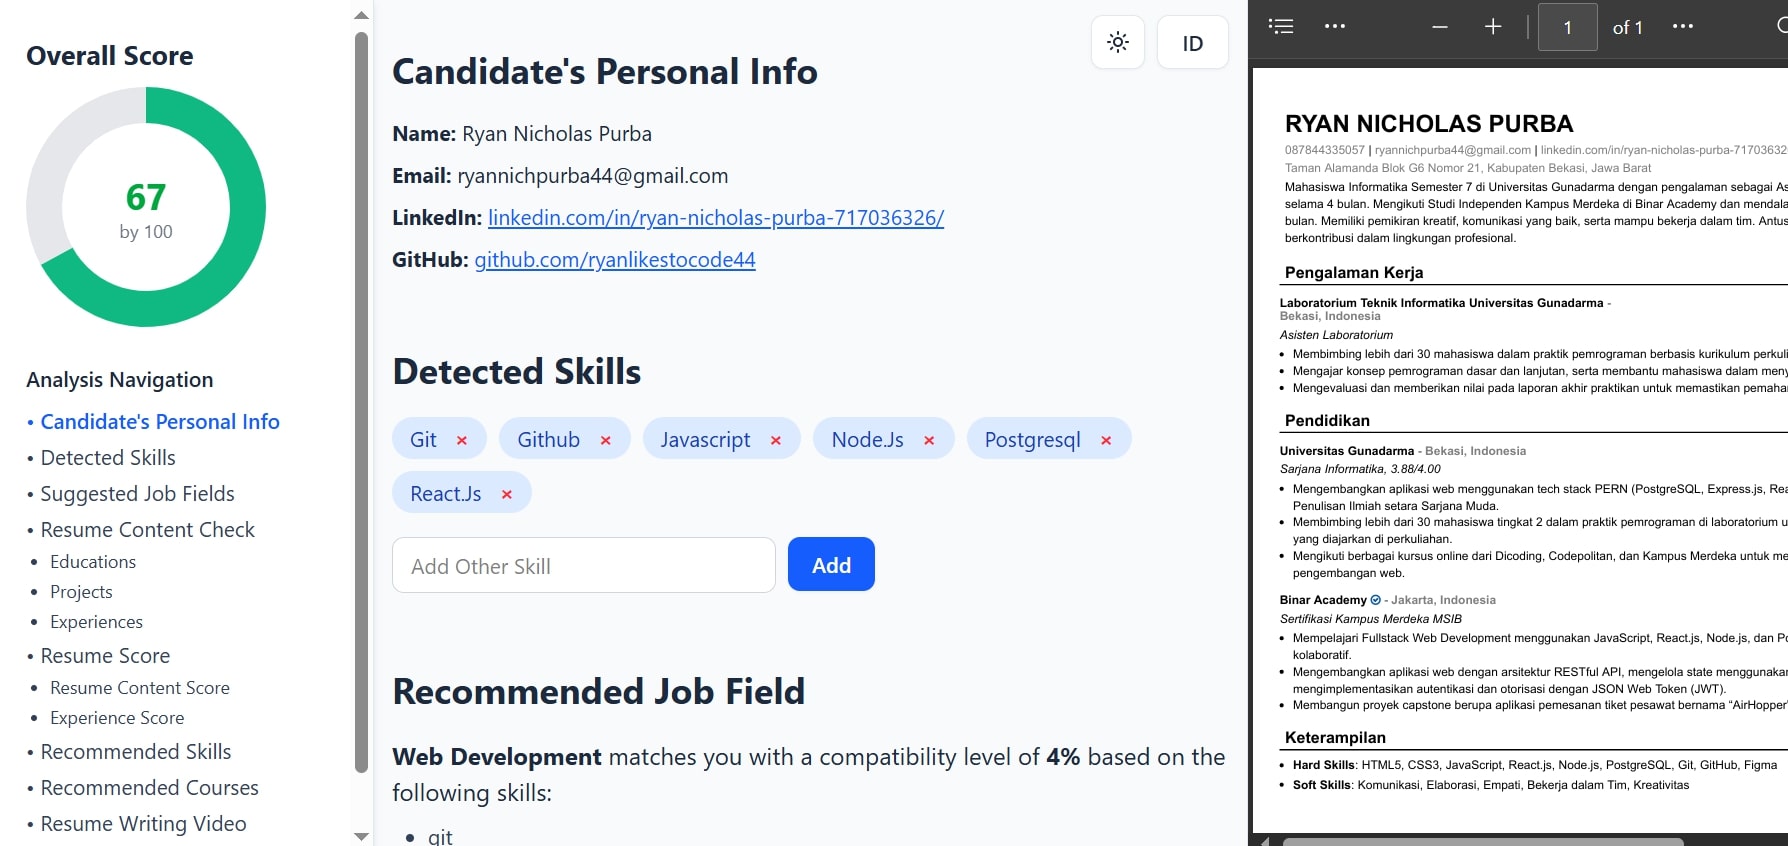 Overall Score
67
by 100
Analysis Navigation
• Candidate's Personal Info
• Detected Skills
• Suggested Job Fields
• Resume Content Check
• Educations
• Projects
• Experiences
• Resume Score
• Resume Content Score
• Experience Score
• Recommended Skills
• Recommended Courses
• Resume Writing Video
ID
Candidate's Personal Info
Name: Ryan Nicholas Purba
Email: ryannichpurba44@gmail.com
LinkedIn: linkedin.com/in/ryan-nicholas-purba-717036326/
GitHub: github.com/ryanlikestocode44
Detected Skills
Git × Github × Javascript × Node.Js × Postgresql ×
React.Js ×
Add Other Skill
Add
Recommended Job Field
Web Development matches you with a compatibility level of 4% based on the
following skills:
• git
1 of 1
RYAN NICHOLAS PURBA
087844335057 | ryannichpurba44@gmail.com | linkedin.com/in/ryan-nicholas-purba-7170363
Taman Alamanda Blok G6 Nomor 21, Kabupaten Bekasi, Jawa Barat
Mahasiswa Informatika Semester 7 di Universitas Gunadarma dengan pengalaman sebagai As
selama 4 bulan. Mengikuti Studi Independen Kampus Merdeka di Binar Academy dan mendala
bulan. Memiliki pemikiran kreatif, komunikasi yang baik, serta mampu bekerja dalam tim. Antus
berkontribusi dalam lingkungan profesional.
Pengalaman Kerja
Laboratorium Teknik Informatika Universitas Gunadarma -
Bekasi, Indonesia
Asisten Laboratorium
• Membimbing lebih dari 30 mahasiswa dalam praktik pemrograman berbasis kurikulum perkuli
• Mengajar konsep pemrograman dasar dan lanjutan, serta membantu mahasiswa dalam meny
• Mengevaluasi dan memberikan nilai pada laporan akhir praktikan untuk memastikan pemaha
Pendidikan
Universitas Gunadarma - Bekasi, Indonesia
Sarjana Informatika, 3.88/4.00
• Mengembangkan aplikasi web menggunakan tech stack PERN (PostgreSQL, Express.js, Rea
Penulisan Ilmiah setara Sarjana Muda.
• Membimbing lebih dari 30 mahasiswa tingkat 2 dalam praktik pemrograman di laboratorium u
yang diajarkan di perkuliahan.
• Mengikuti berbagai kursus online dari Dicoding, Codepolitan, dan Kampus Merdeka untuk me
pengembangan web.
Binar Academy - Jakarta, Indonesia
Sertifikasi Kampus Merdeka MSIB
• Mempelajari Fullstack Web Development menggunakan JavaScript, React.js, Node.js, dan Po
kolaboratif.
• Mengembangkan aplikasi web dengan arsitektur RESTful API, mengelola state menggunakan
mengimplementasikan autentikasi dan otorisasi dengan JSON Web Token (JWT).
• Membangun proyek capstone berupa aplikasi pemesanan tiket pesawat bernama “AirHopper”
Keterampilan
• Hard Skills: HTML5, CSS3, JavaScript, React.js, Node.js, PostgreSQL, Git, GitHub, Figma
• Soft Skills: Komunikasi, Elaborasi, Empati, Bekerja dalam Tim, Kreativitas